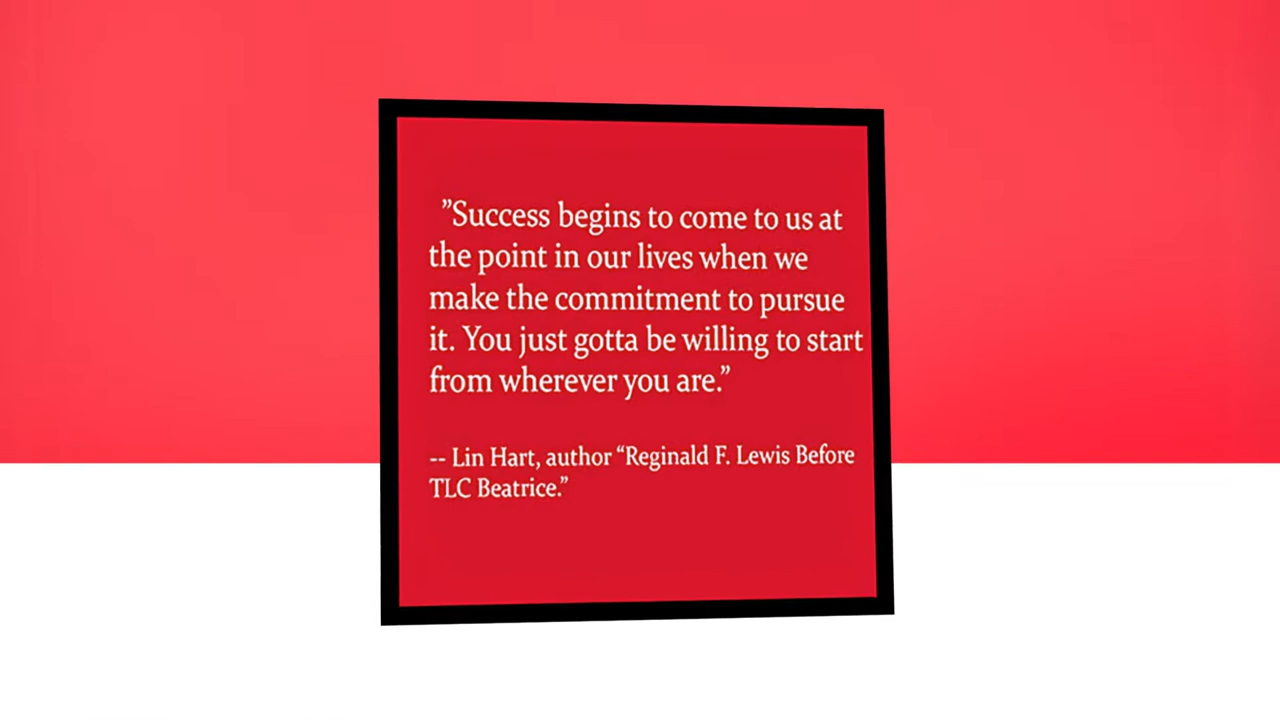 ”Success begins to come to us at
the point in our lives when we
make the commitment to pursue
it. You just gotta be willing to start
from wherever you are.”
-- Lin Hart, author “Reginald F. Lewis Before
TLC Beatrice.”